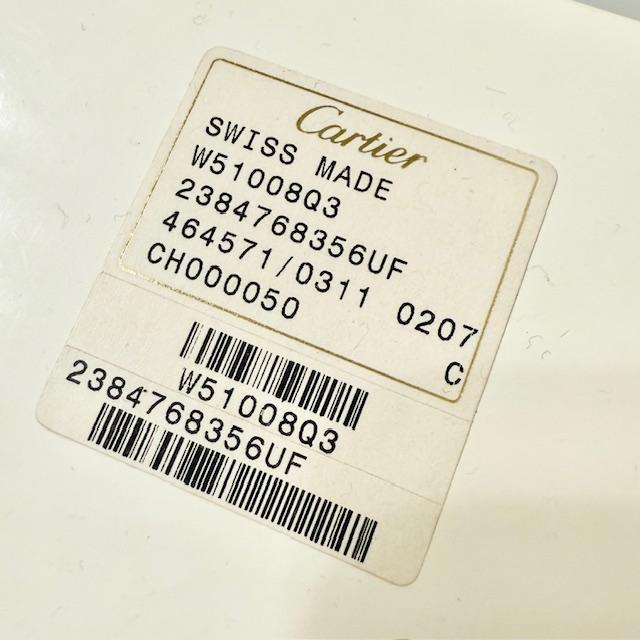 Cartier
SWISS MADE
W51008Q3
2384768356UF
464571/0311 0207
CH000050 C
W51008Q3
2384768356UF